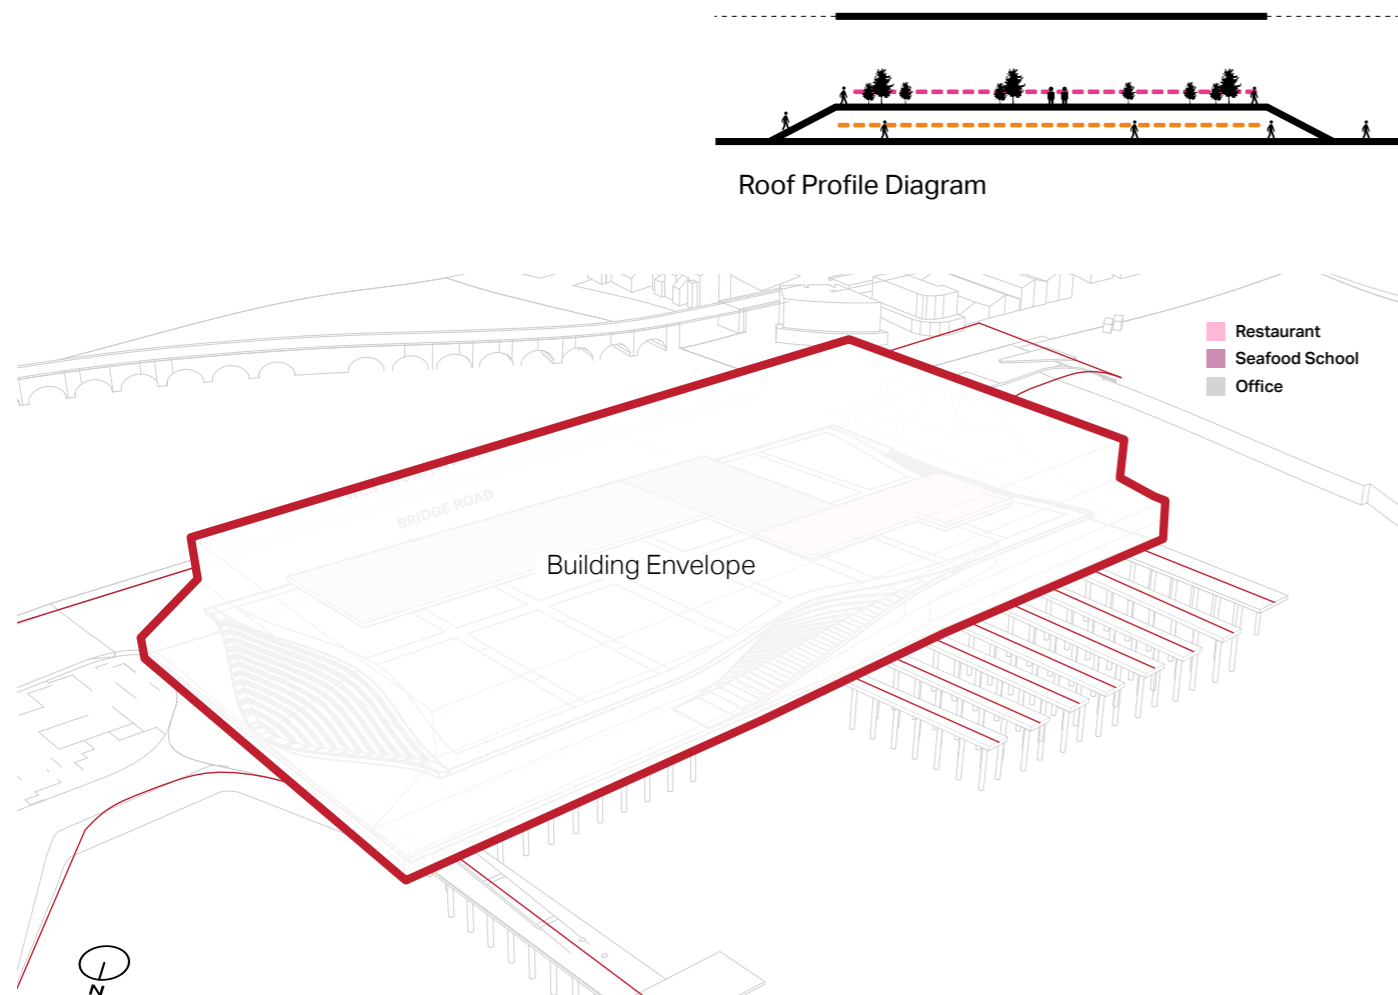 Roof Profile Diagram
Restaurant
Seafood School
Office
BRIDGE ROAD
Building Envelope
N